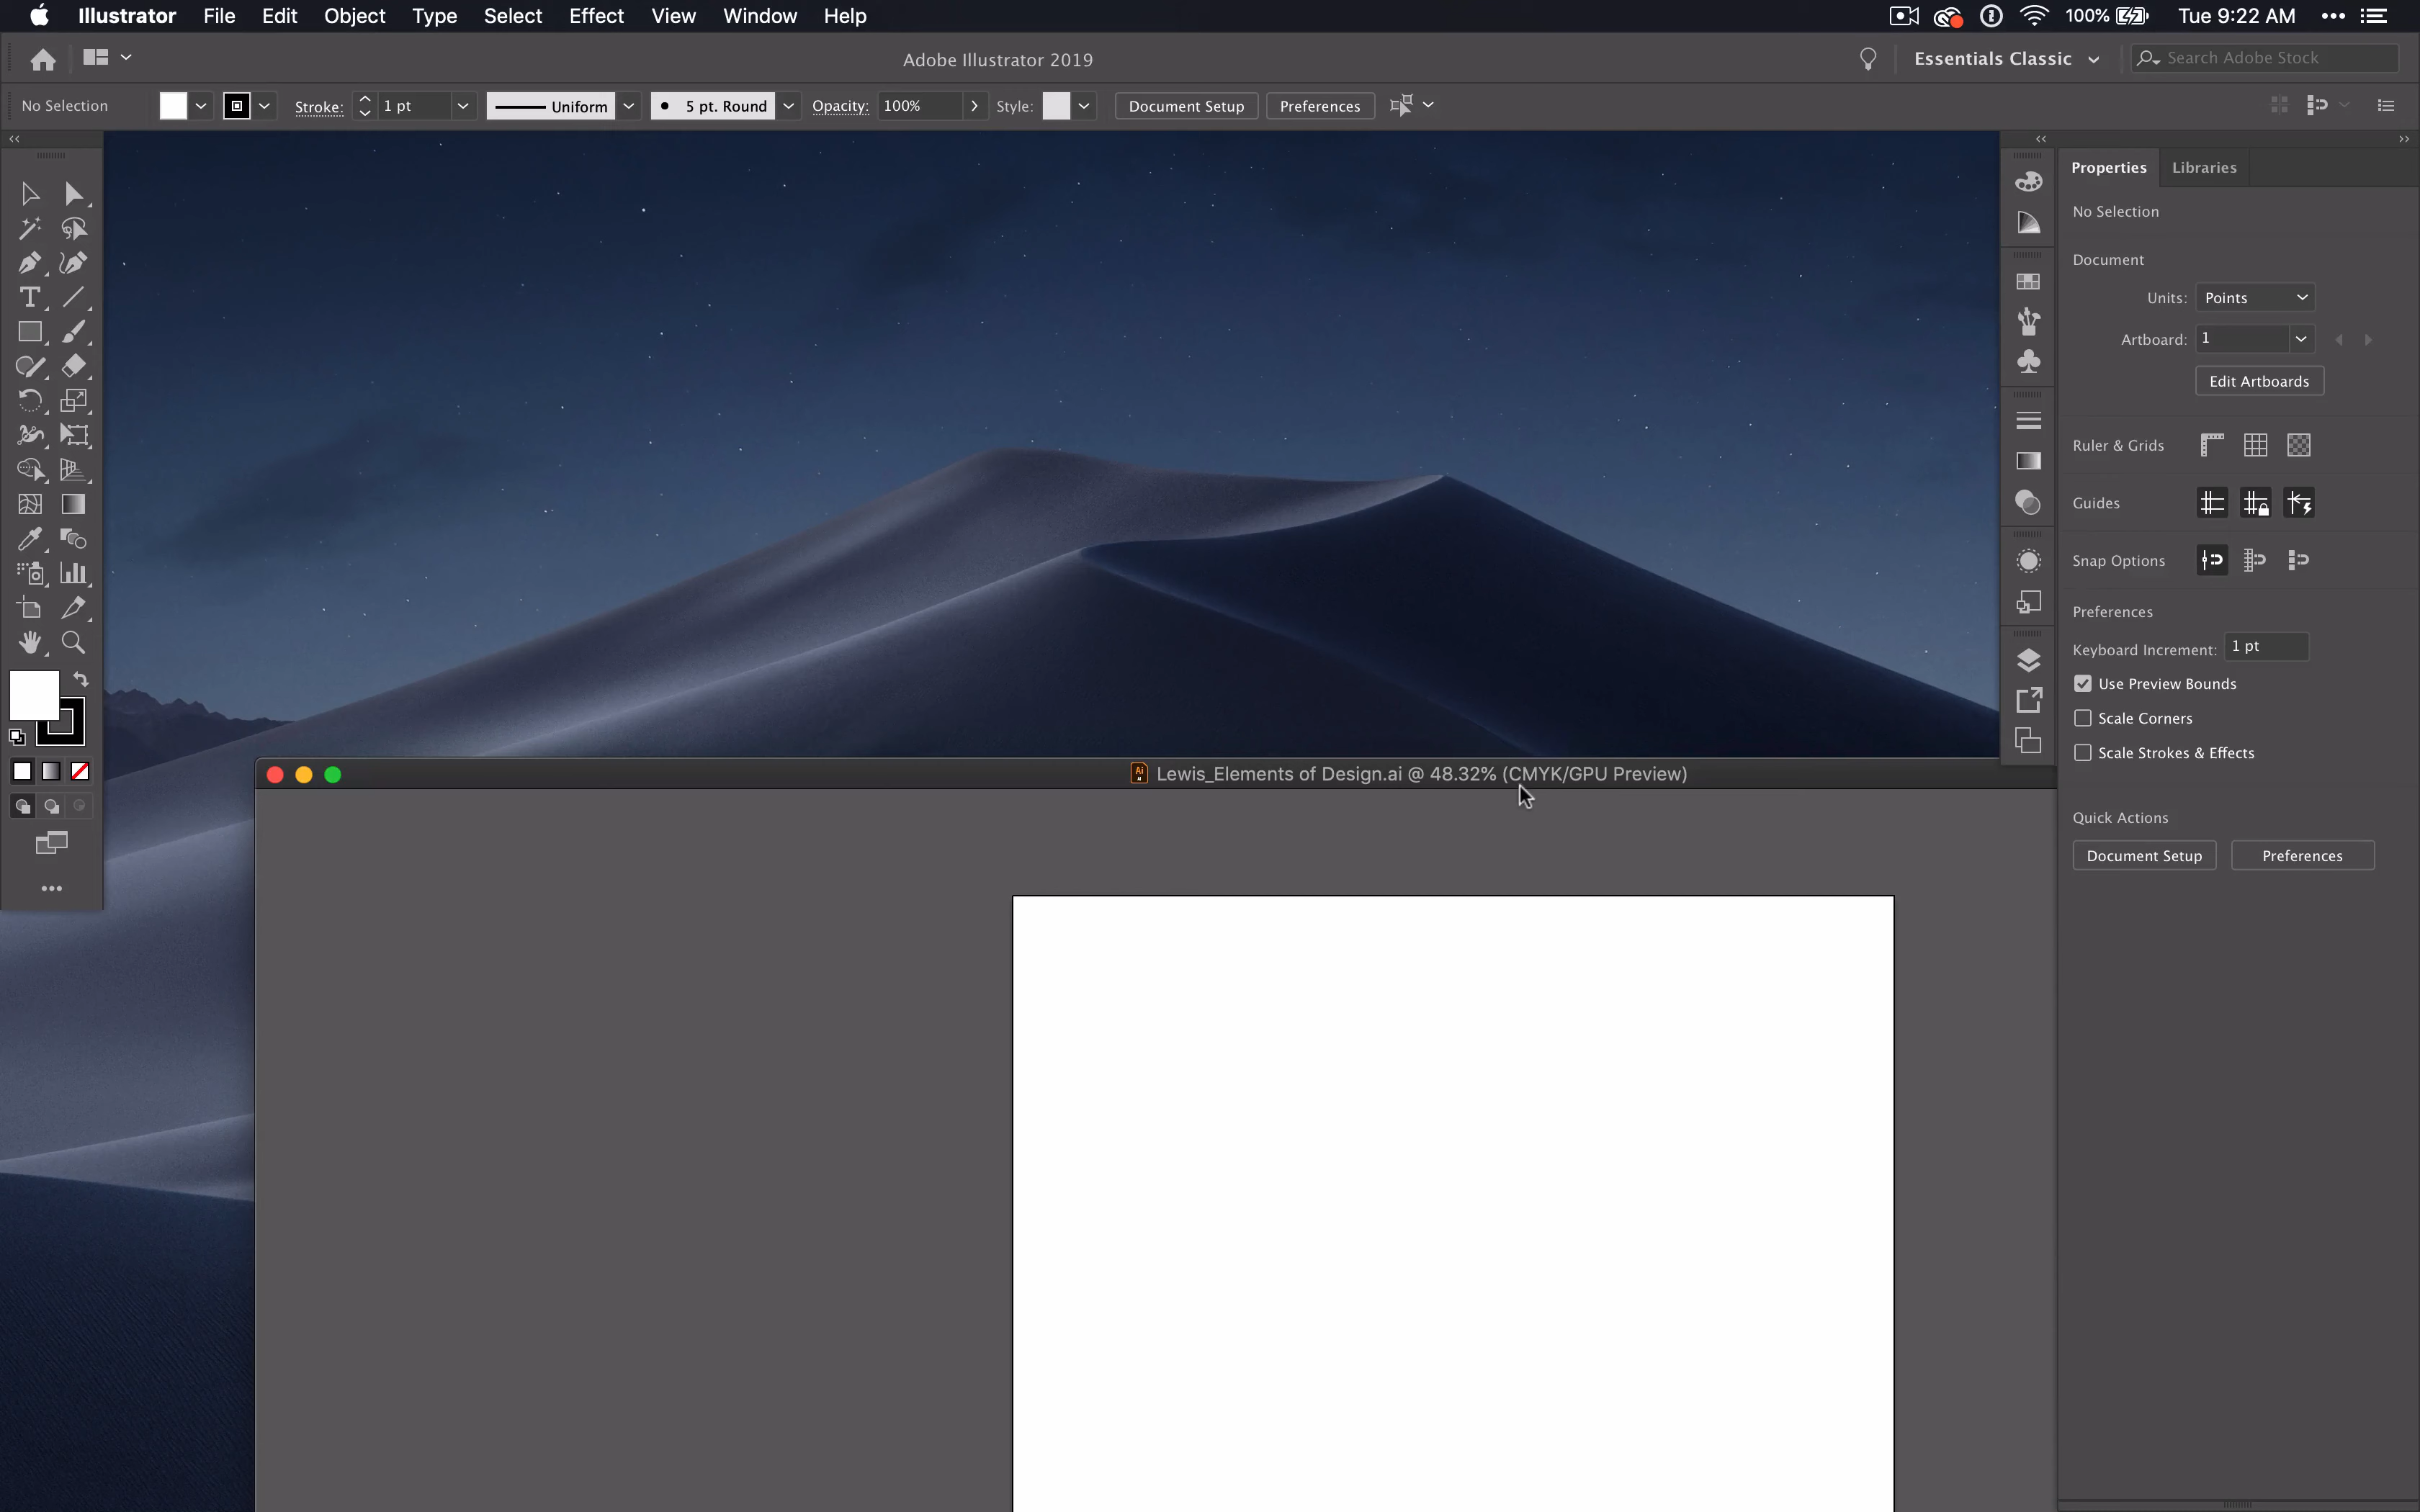 Illustrator File Edit Object Type Select Effect View Window Help 100% Tue 9:22 AM
Adobe Illustrator 2019 Essentials Classic Search Adobe Stock
No Selection Stroke: 1 pt Uniform 5 pt. Round Opacity: 100% Style: Document Setup Preferences
Properties Libraries
No Selection
Document
Units: Points
Artboard: 1
Edit Artboards
Ruler & Grids
Guides
Snap Options
Preferences
Keyboard Increment: 1 pt
Use Preview Bounds
Scale Corners
Scale Strokes & Effects
Ai Lewis_Elements of Design.ai @ 48.32% (CMYK/GPU Preview)
Quick Actions
Document Setup Preferences